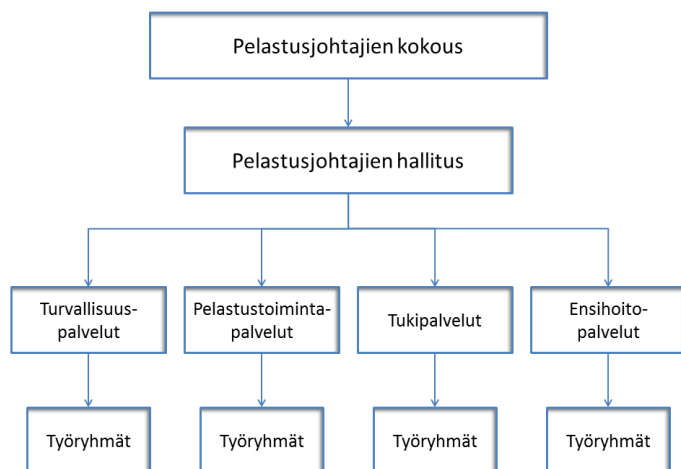 Pelastusjohtajien kokous
Pelastusjohtajien hallitus
Turvallisuus-
palvelut
Pelastustoiminta-
palvelut
Tukipalvelut
Ensihoito-
palvelut
Työryhmät
Työryhmät
Työryhmät
Työryhmät